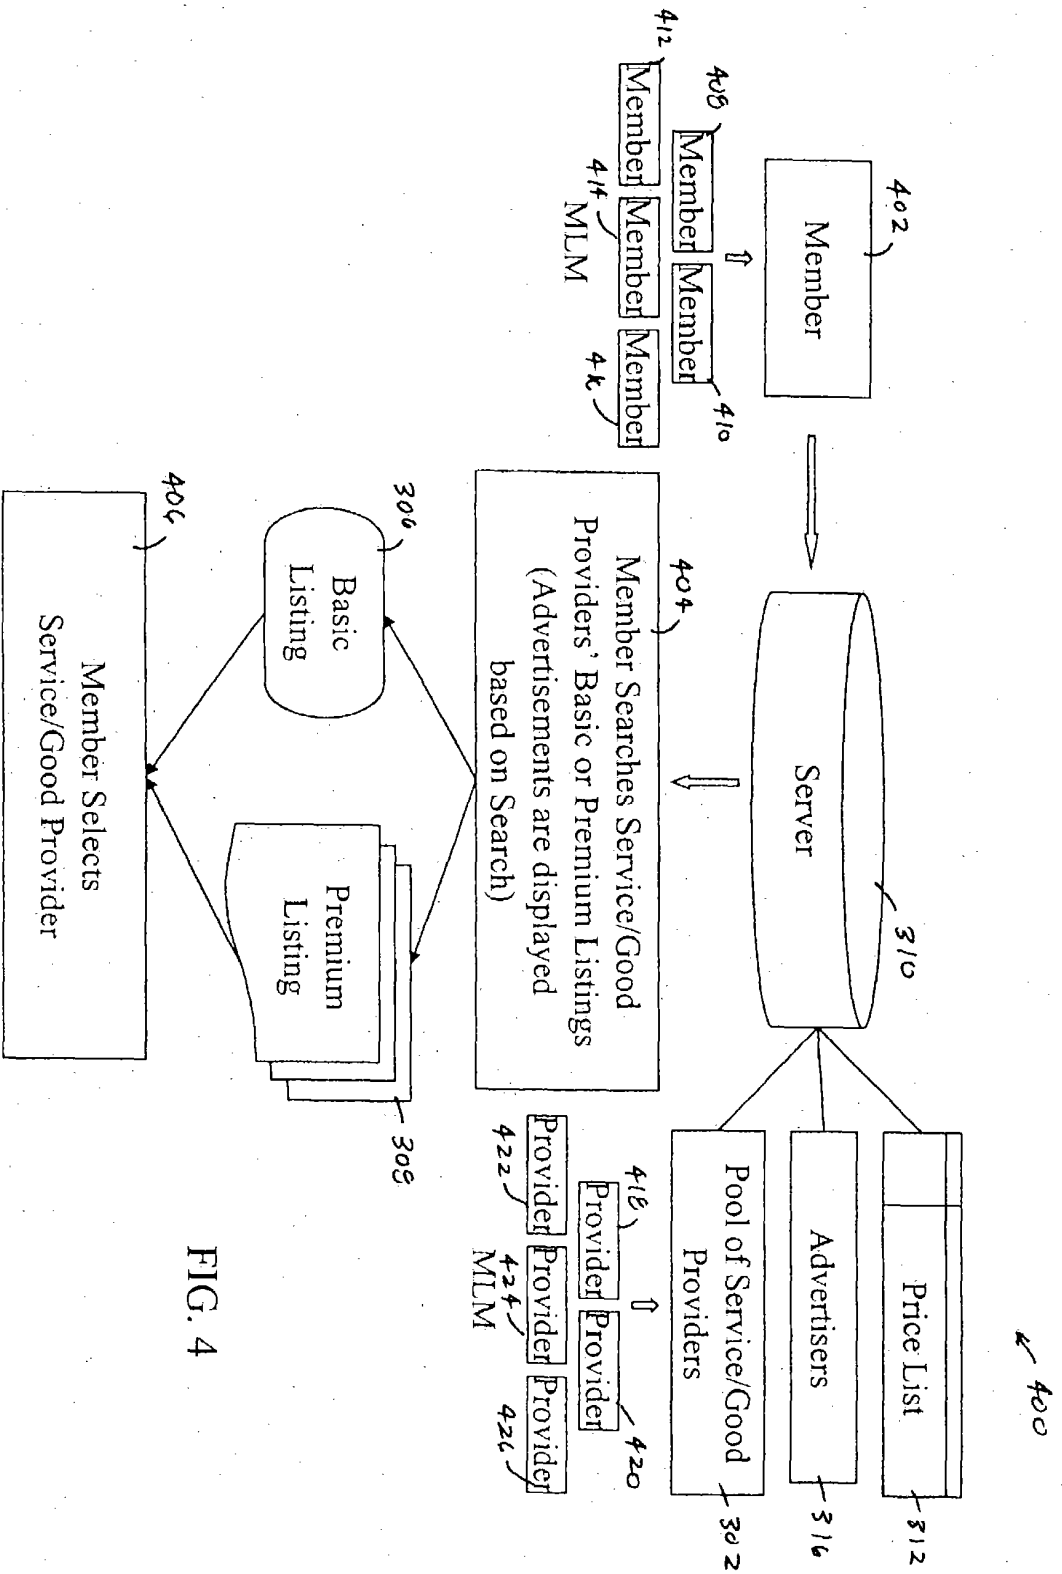 400
402
Member
310
Server
312
Price List
316
Advertisers
302
Pool of Service/Good
Providers
408
Member
Member
410
412
Member
Member
Member
414
416
MLM
418
Provider
Provider
420
Provider
Provider
Provider
422
424
426
MLM
404
Member Searches Service/Good
Providers' Basic or Premium Listings
(Advertisements are displayed
based on Search)
306
Basic
Listing
Premium
Listing
308
406
Member Selects
Service/Good Provider
FIG. 4